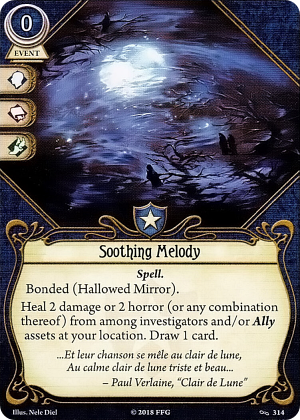 0
EVENT
Soothing Melody
Spell.
Bonded (Hallowed Mirror).
Heal 2 damage or 2 horror (or any combination
thereof) from among investigators and/or Ally
assets at your location. Draw 1 card.
...Et leur chanson se mêle au clair de lune,
Au calme clair de lune triste et beau...
– Paul Verlaine, “Clair de Lune”
Illus. Nele Diel
© 2018 FFG
314